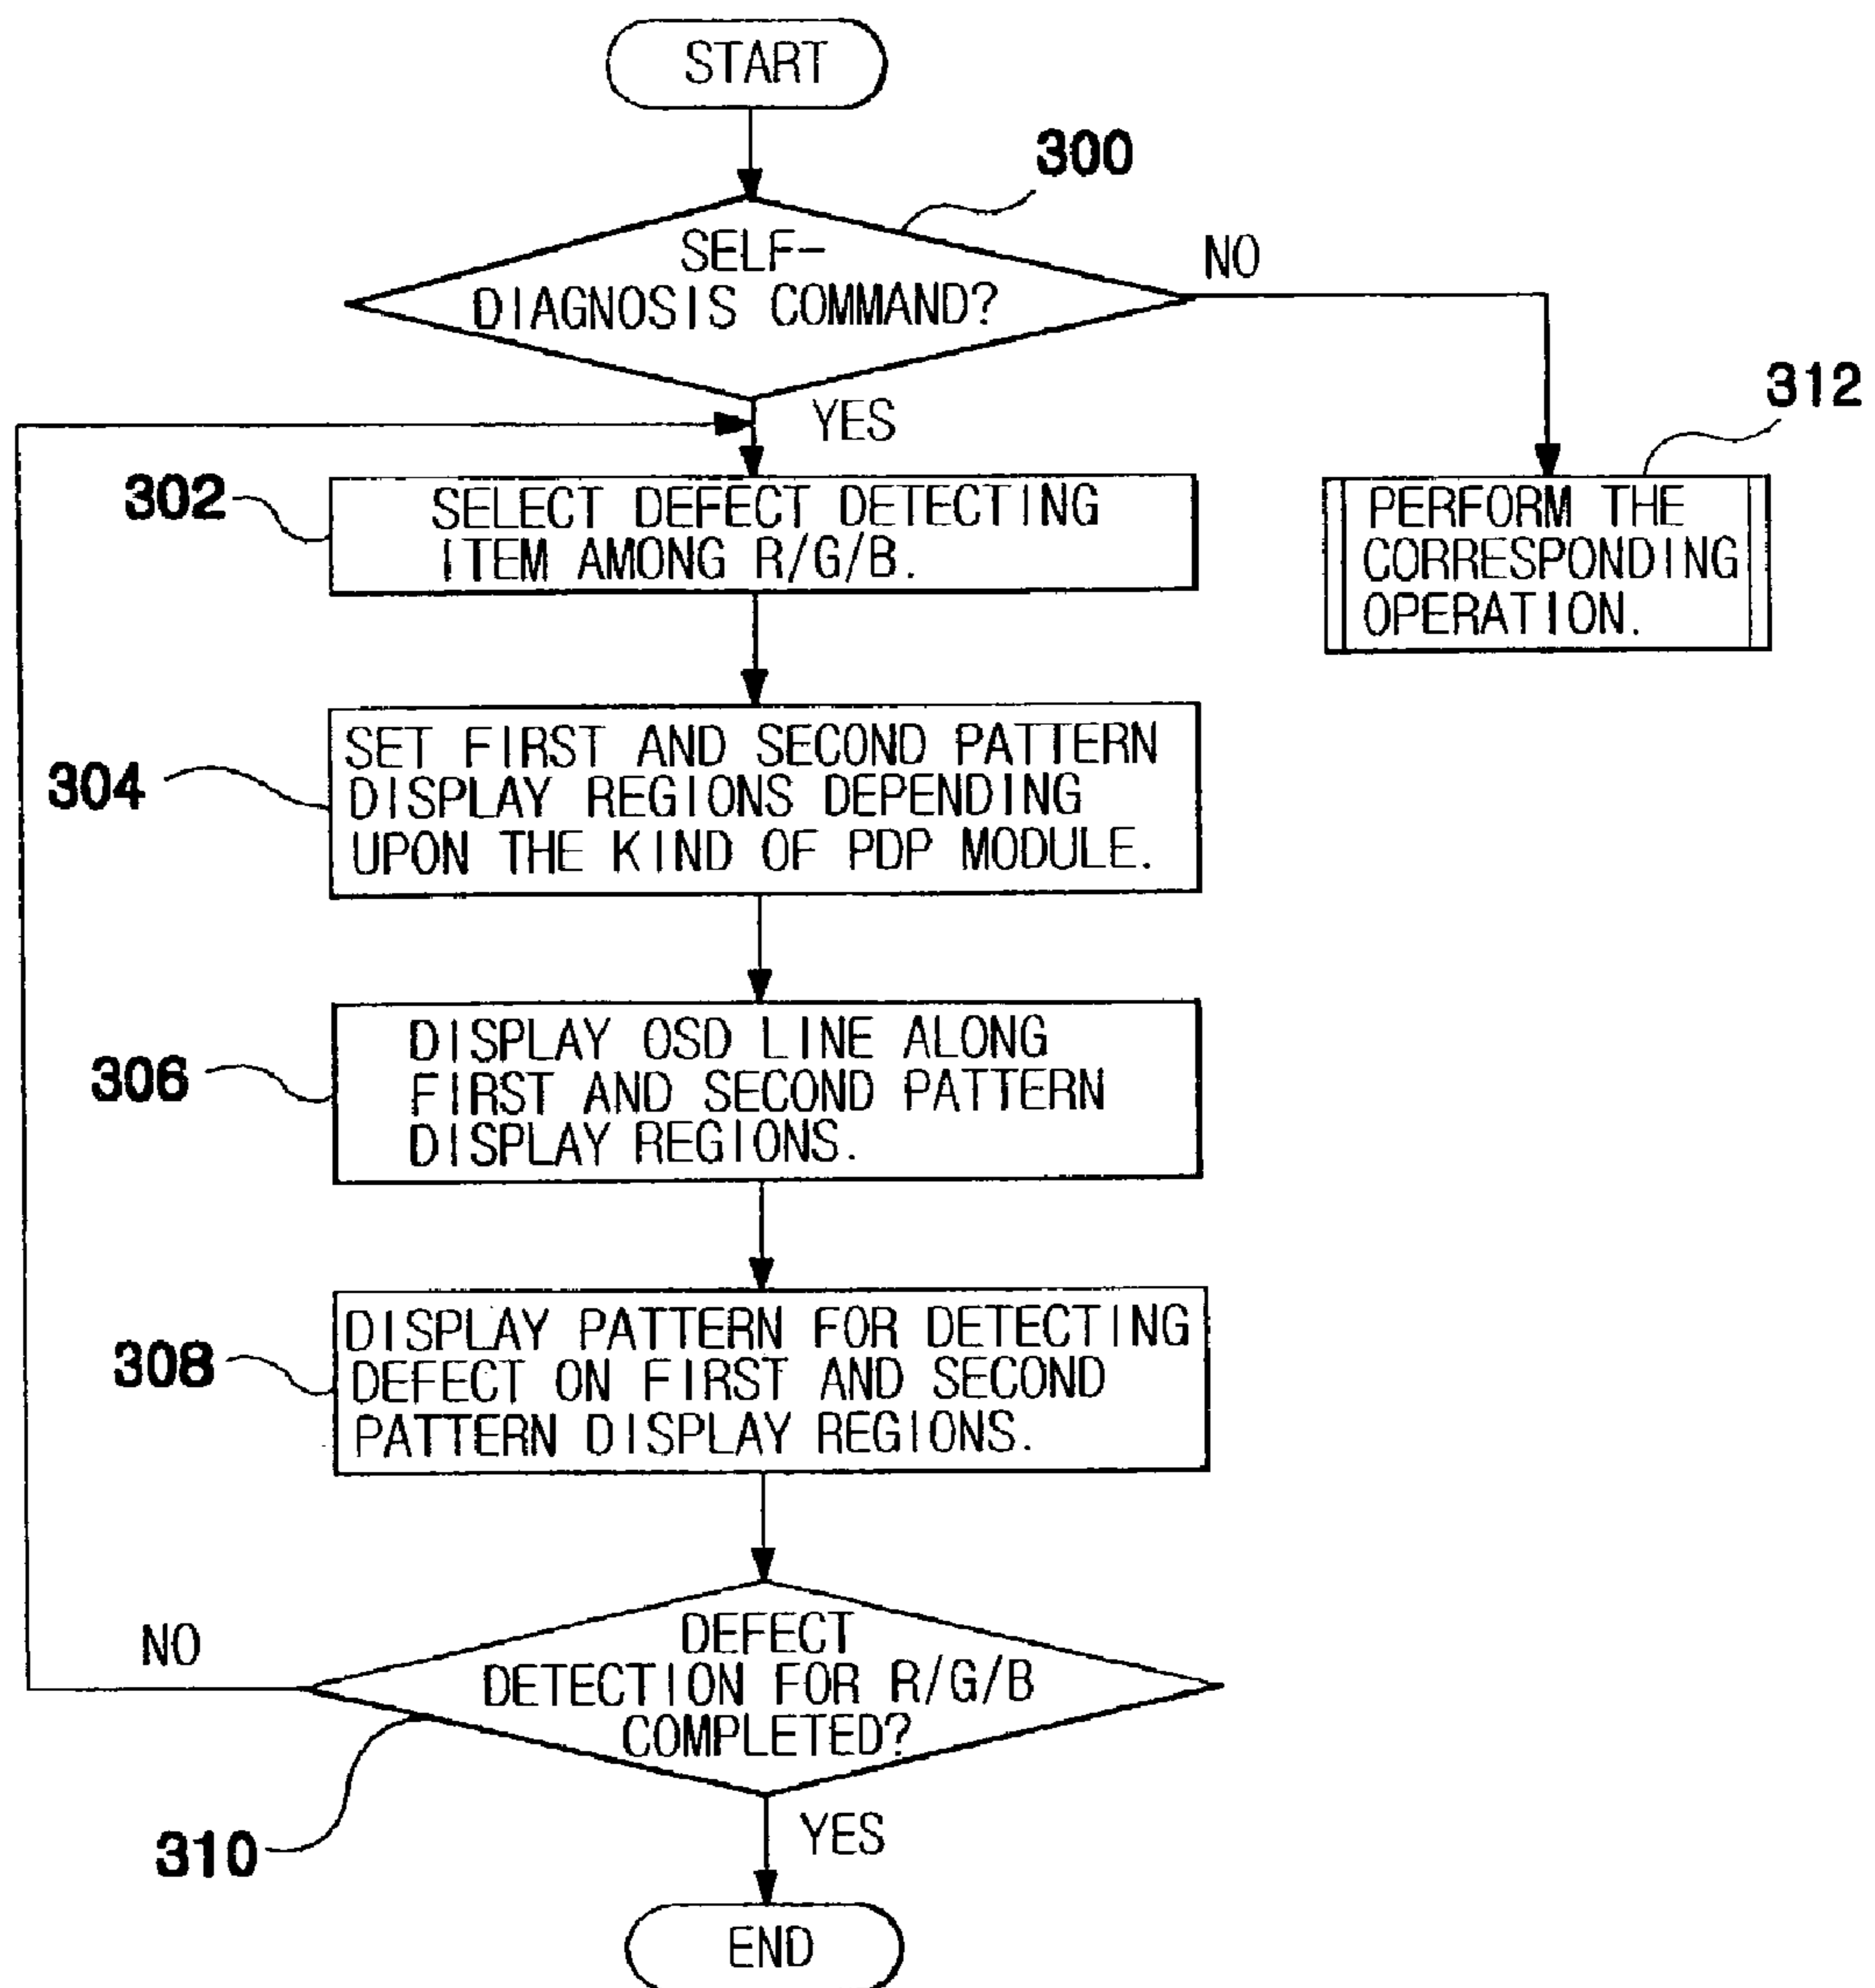 START
300
SELF-
DIAGNOSIS COMMAND?
NO
YES
312
302
SELECT DEFECT DETECTING
ITEM AMONG R/G/B.
PERFORM THE
CORRESPONDING
OPERATION.
304
SET FIRST AND SECOND PATTERN
DISPLAY REGIONS DEPENDING
UPON THE KIND OF PDP MODULE.
306
DISPLAY OSD LINE ALONG
FIRST AND SECOND PATTERN
DISPLAY REGIONS.
308
DISPLAY PATTERN FOR DETECTING
DEFECT ON FIRST AND SECOND
PATTERN DISPLAY REGIONS.
NO
DEFECT
DETECTION FOR R/G/B
COMPLETED?
310
YES
END